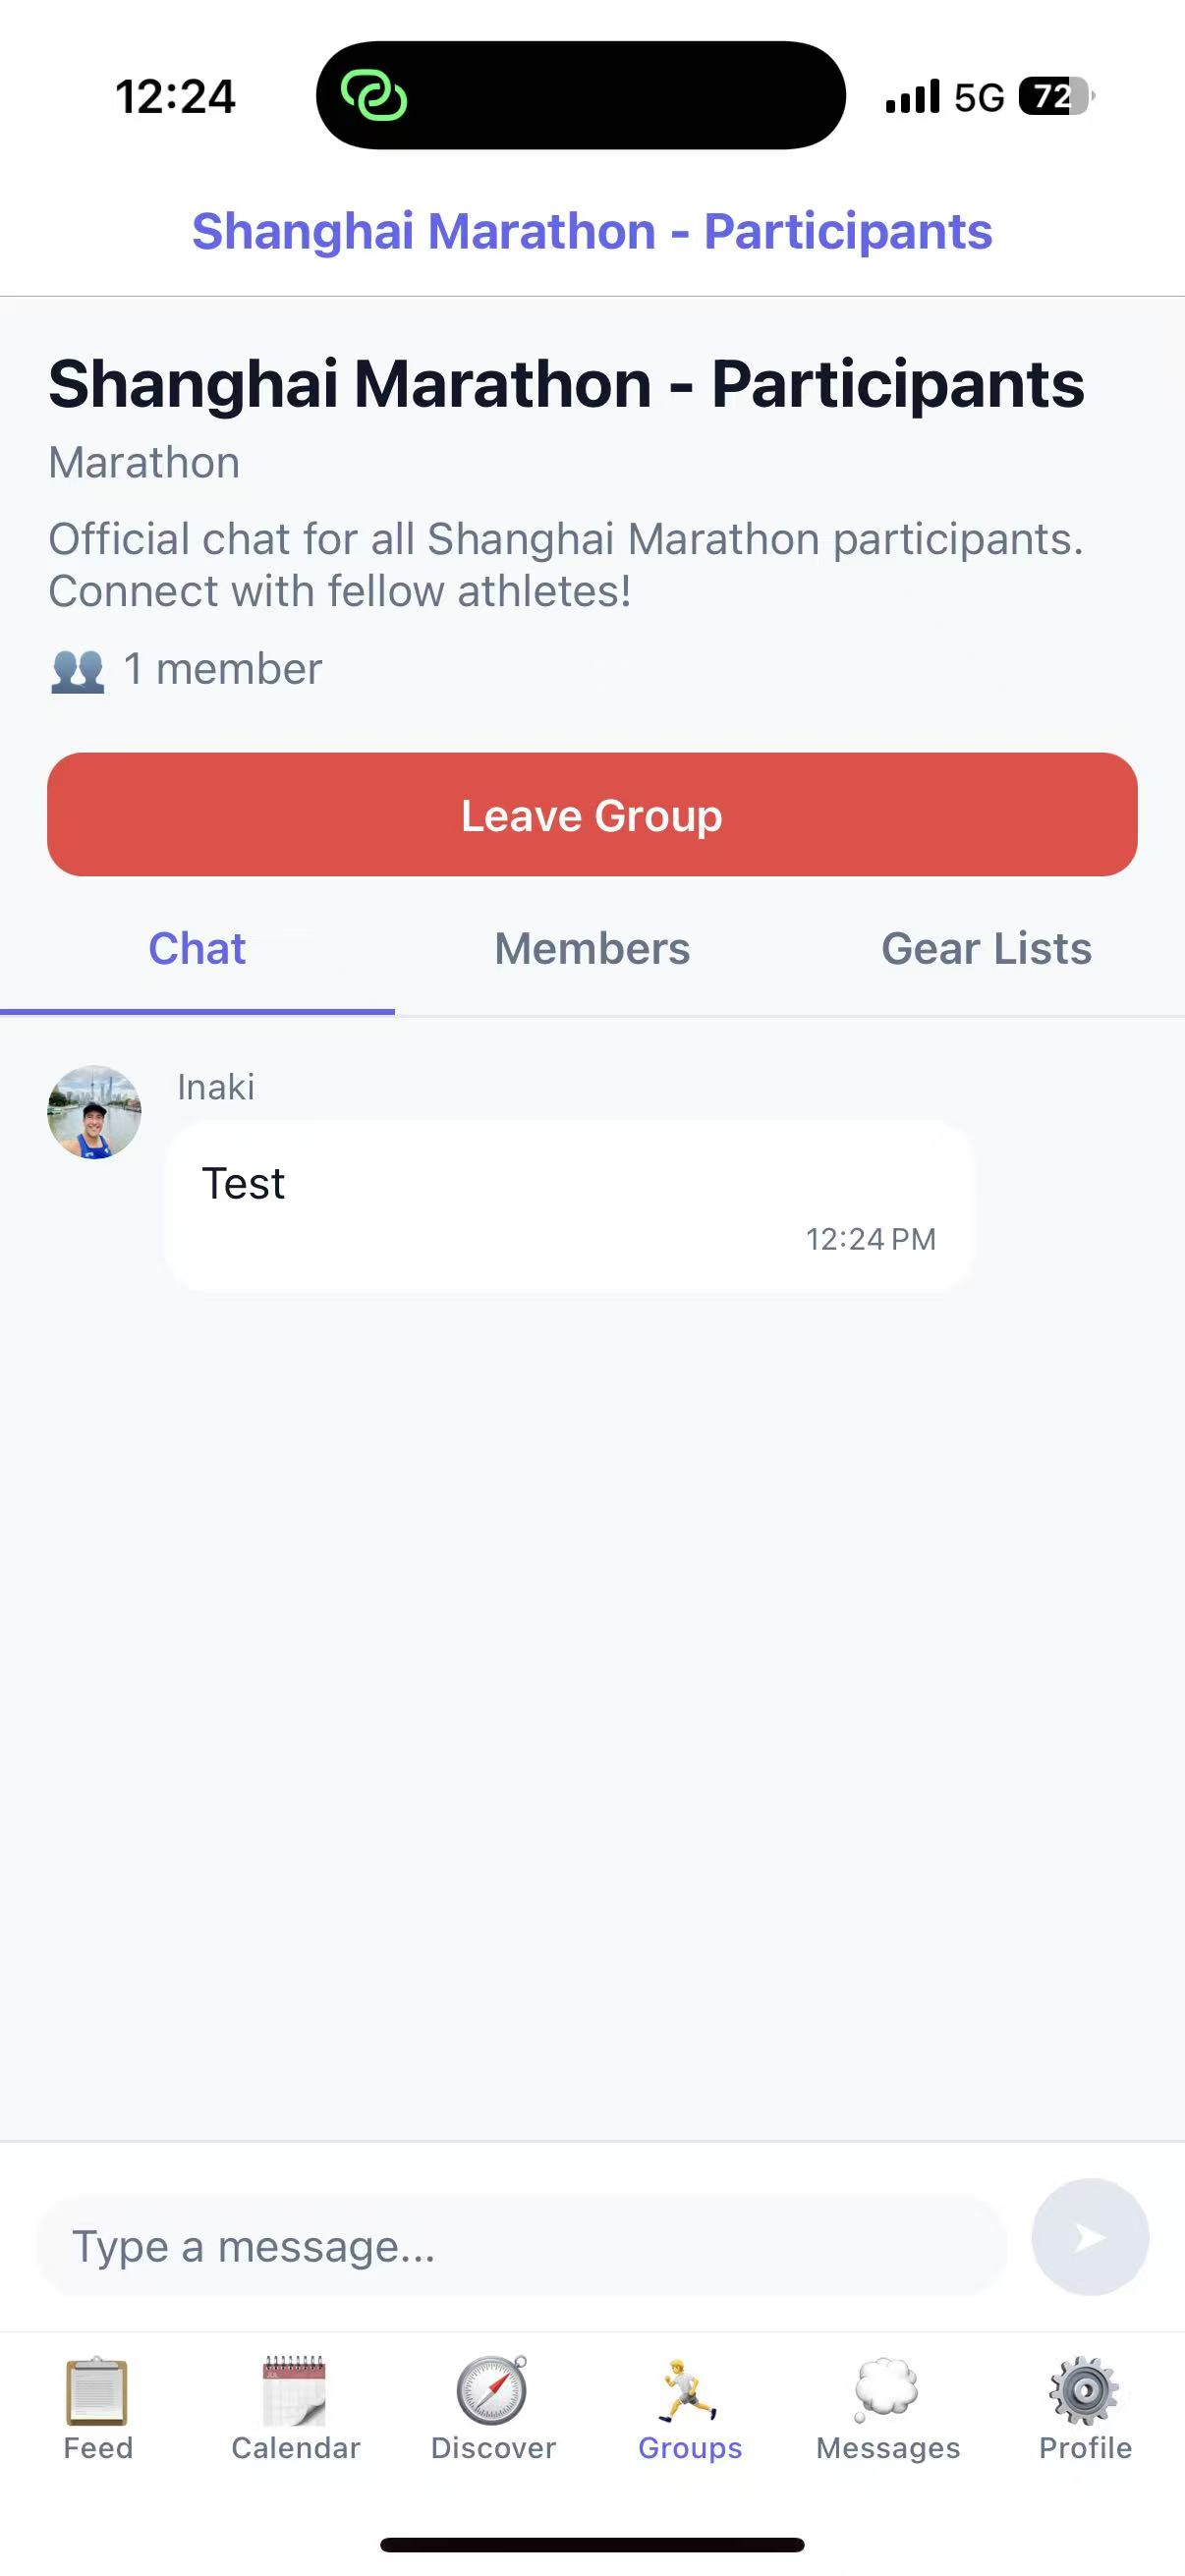 12:24
5G
72
Shanghai Marathon - Participants
Shanghai Marathon - Participants
Marathon
Official chat for all Shanghai Marathon participants.
Connect with fellow athletes!
1 member
Leave Group
Chat
Members
Gear Lists
Inaki
Test
12:24 PM
Type a message...
Feed
Calendar
Discover
Groups
Messages
Profile